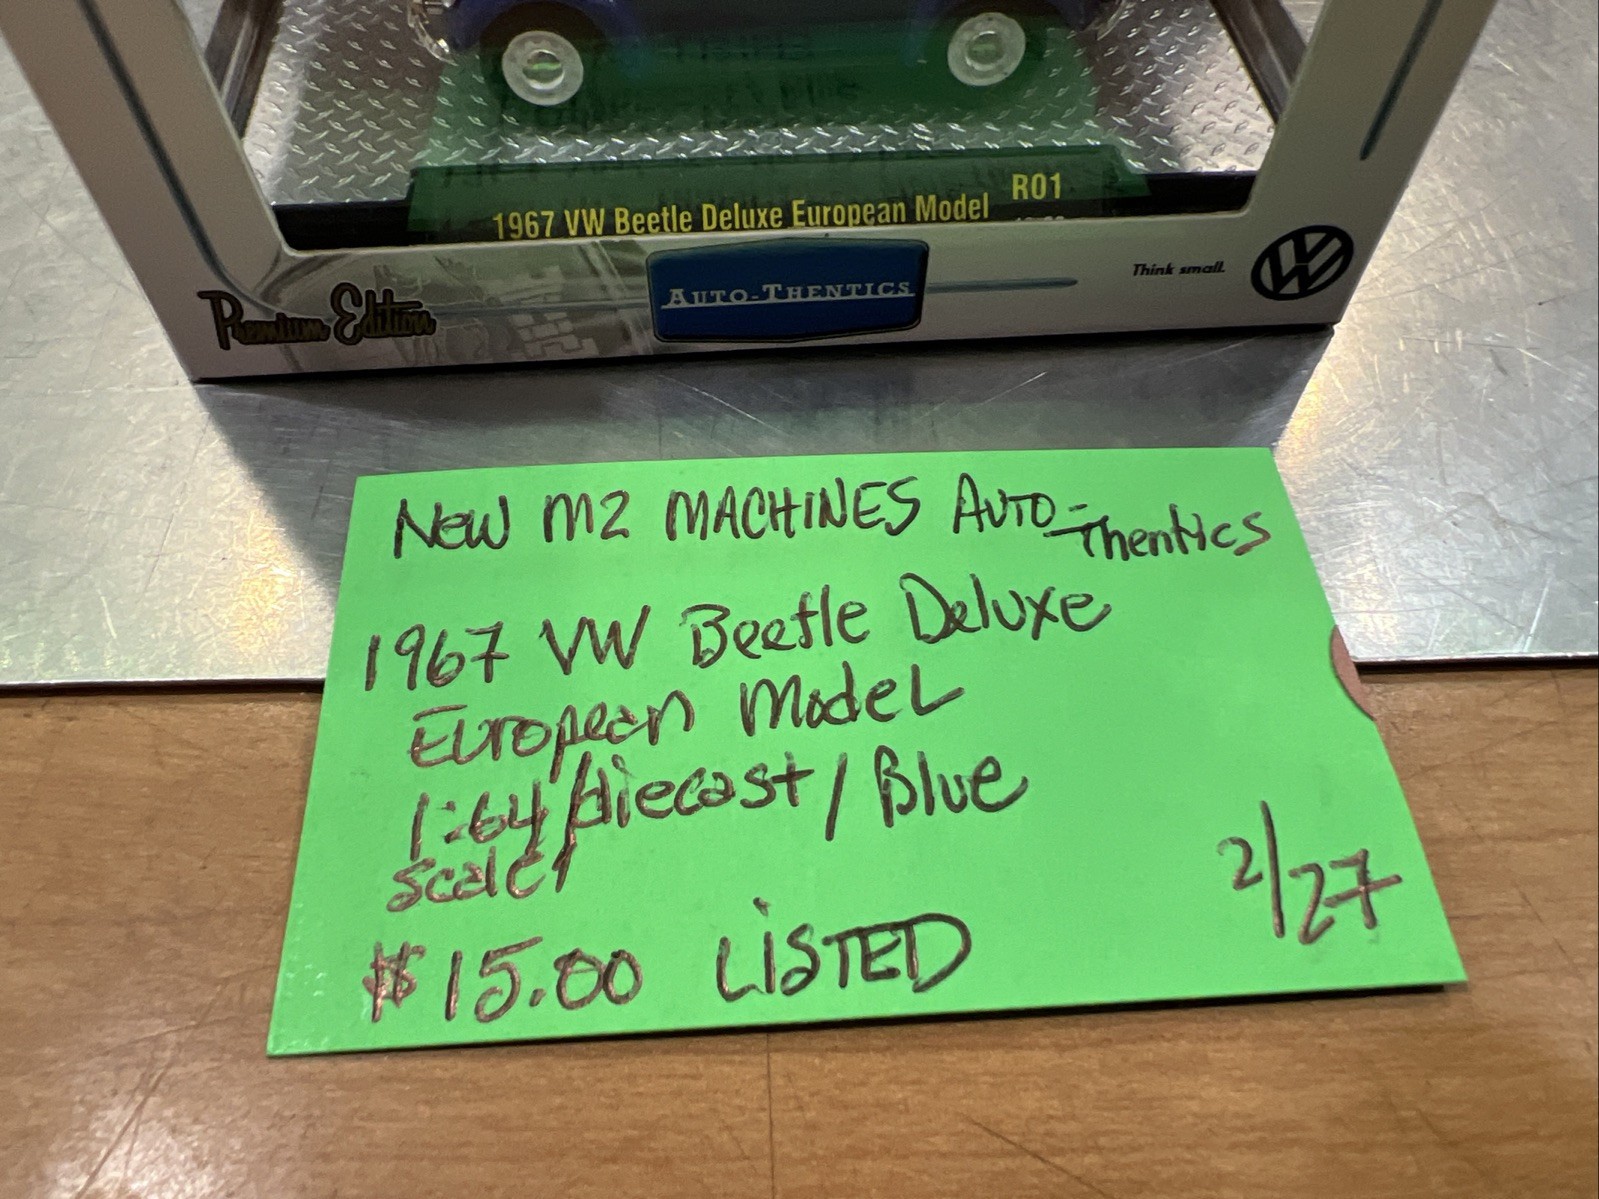 R01
1967 VW Beetle Deluxe European Model
Premium Edition
AUTO-THENTICS
Think small.
New M2 MACHINES AUTO-
Thentics
1967 VW Beetle Deluxe
European Model
1:64/diecast/Blue
scale/
$15.00 LiSTED
2/27